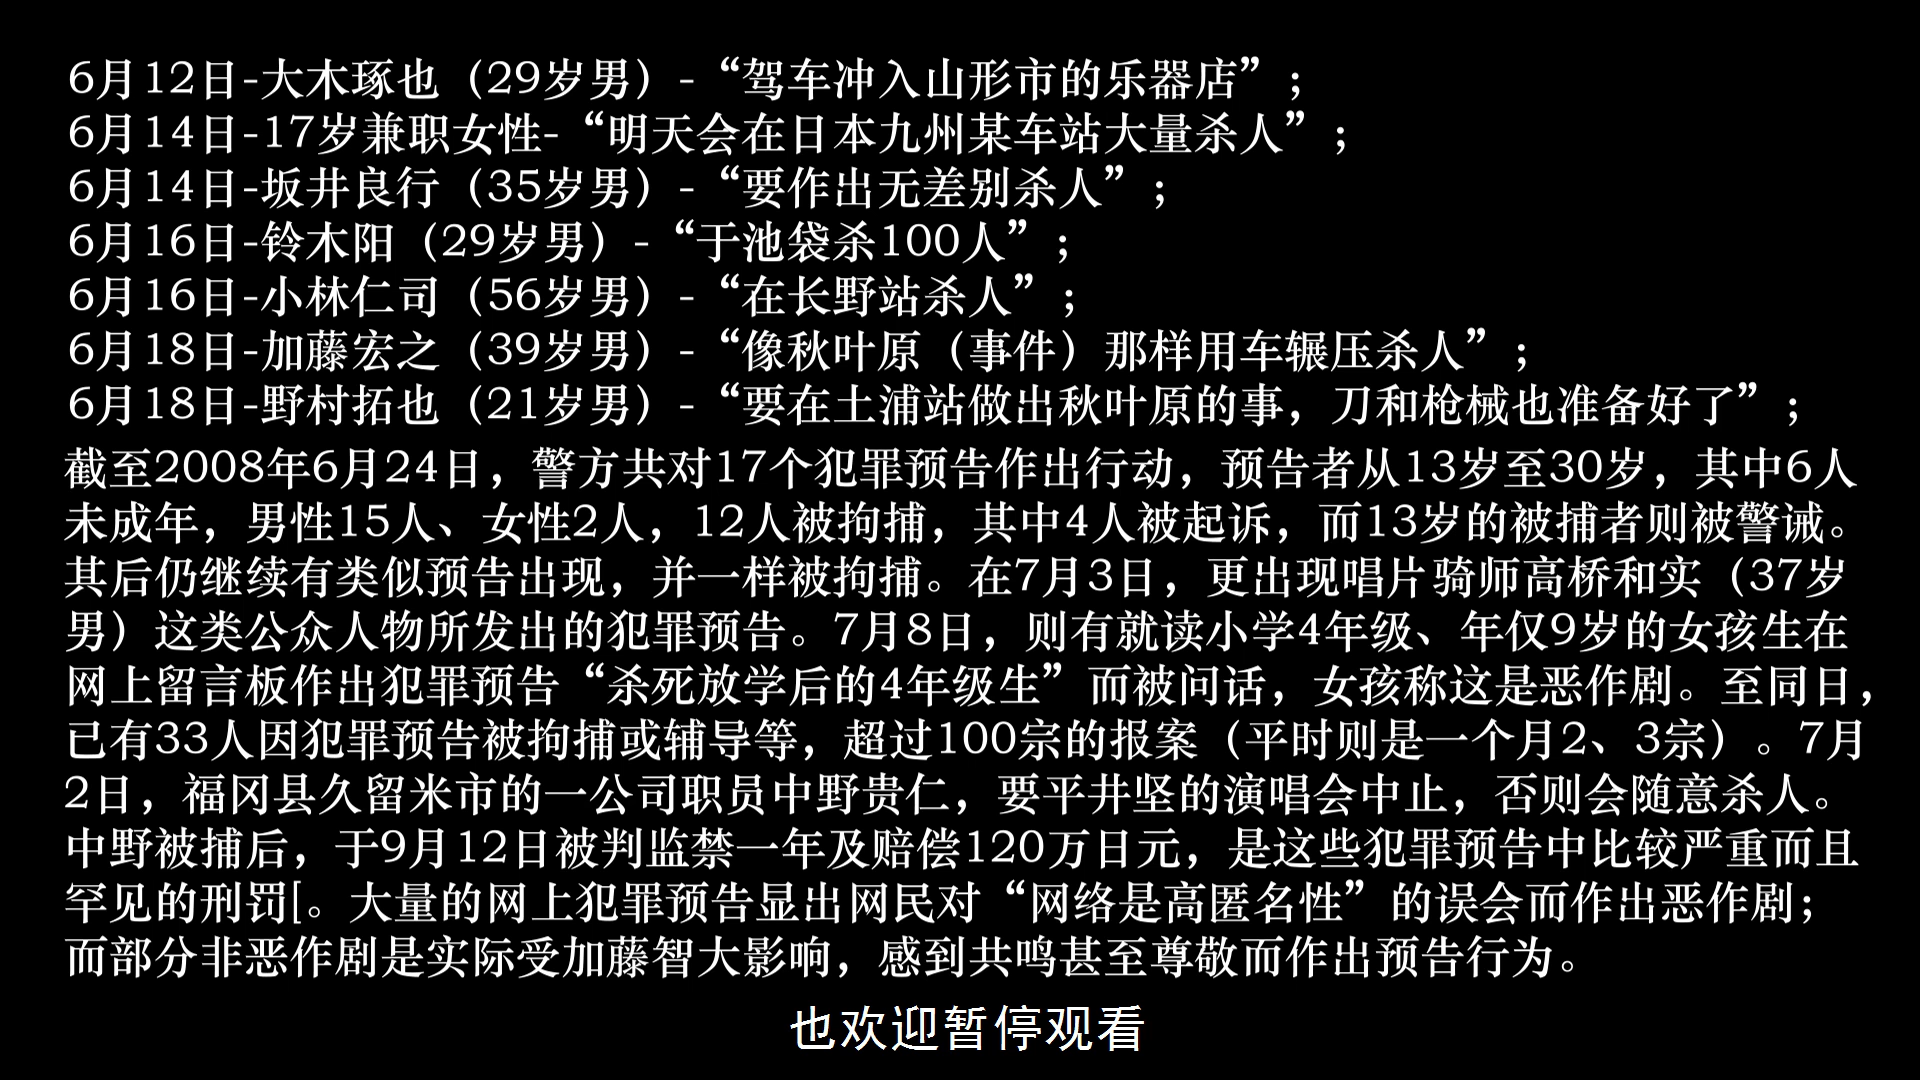 6月12日-大木琢也（29岁男）-“驾车冲入山形市的乐器店”；
6月14日-17岁兼职女性-“明天会在日本九州某车站大量杀人”；
6月14日-坂井良行（35岁男）-“要作出无差别杀人”；
6月16日-铃木阳（29岁男）-“于池袋杀100人”；
6月16日-小林仁司（56岁男）-“在长野站杀人”；
6月18日-加藤宏之（39岁男）-“像秋叶原（事件）那样用车辗压杀人”；
6月18日-野村拓也（21岁男）-“要在土浦站做出秋叶原的事，刀和枪械也准备好了”；
截至2008年6月24日，警方共对17个犯罪预告作出行动，预告者从13岁至30岁，其中6人
未成年，男性15人、女性2人，12人被拘捕，其中4人被起诉，而13岁的被捕者则被警诫。
其后仍继续有类似预告出现，并一样被拘捕。在7月3日，更出现唱片骑师高桥和实（37岁
男）这类公众人物所发出的犯罪预告。7月8日，则有就读小学4年级、年仅9岁的女孩生在
网上留言板作出犯罪预告“杀死放学后的4年级生”而被问话，女孩称这是恶作剧。至同日，
已有33人因犯罪预告被拘捕或辅导等，超过100宗的报案（平时则是一个月2、3宗）。7月
2日，福冈县久留米市的一公司职员中野贵仁，要平井坚的演唱会中止，否则会随意杀人。
中野被捕后，于9月12日被判监禁一年及赔偿120万日元，是这些犯罪预告中比较严重而且
罕见的刑罚[。大量的网上犯罪预告显出网民对“网络是高匿名性”的误会而作出恶作剧；
而部分非恶作剧是实际受加藤智大影响，感到共鸣甚至尊敬而作出预告行为。
也欢迎暂停观看